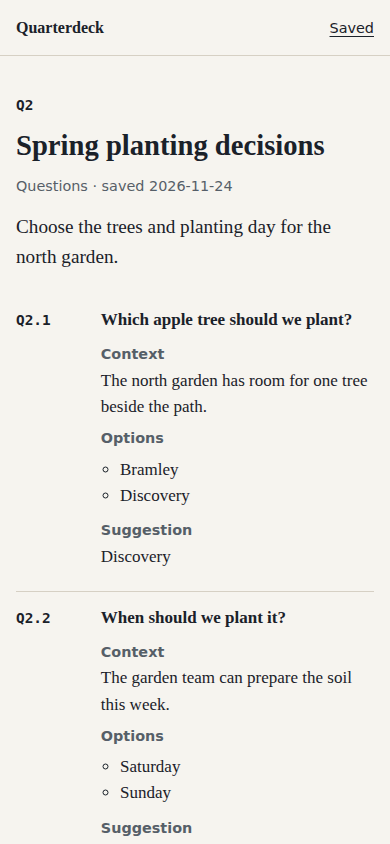 Quarterdeck
Saved
Q2
Spring planting decisions
Questions · saved 2026-11-24
Choose the trees and planting day for the
north garden.
Q2.1
Which apple tree should we plant?
Context
The north garden has room for one tree
beside the path.
Options
Bramley
Discovery
Suggestion
Discovery
Q2.2
When should we plant it?
Context
The garden team can prepare the soil
this week.
Options
Saturday
Sunday
Suggestion